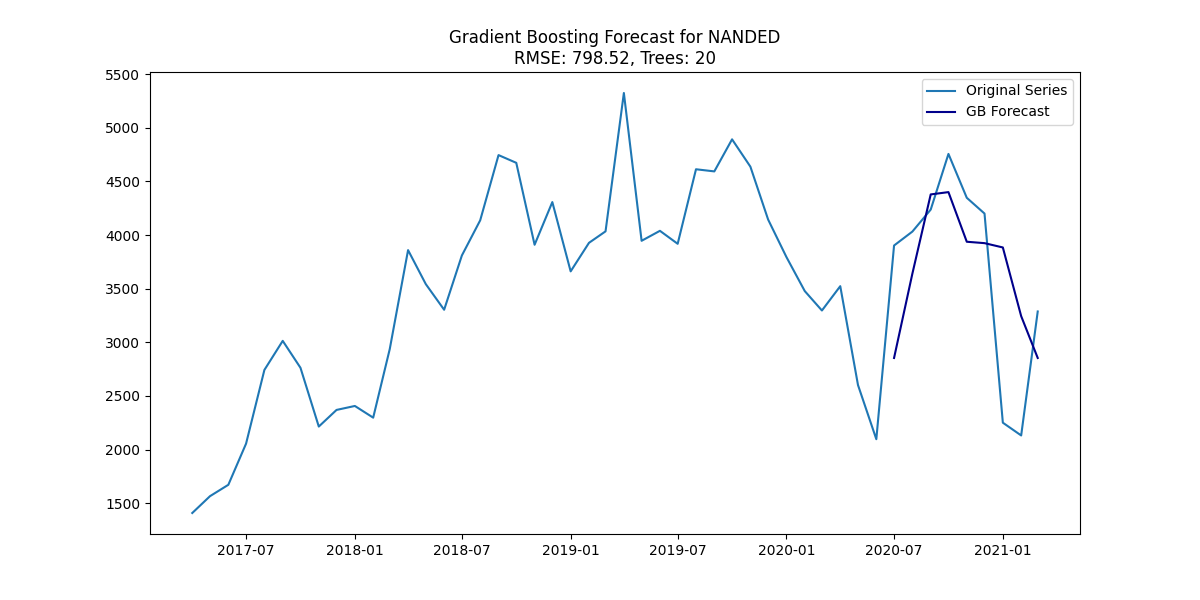 Gradient Boosting Forecast for NANDED
RMSE: 798.52, Trees: 20
Original Series
GB Forecast
5500
5000
4500
4000
3500
3000
2500
2000
1500
2017-07 2018-01 2018-07 2019-01 2019-07 2020-01 2020-07 2021-01